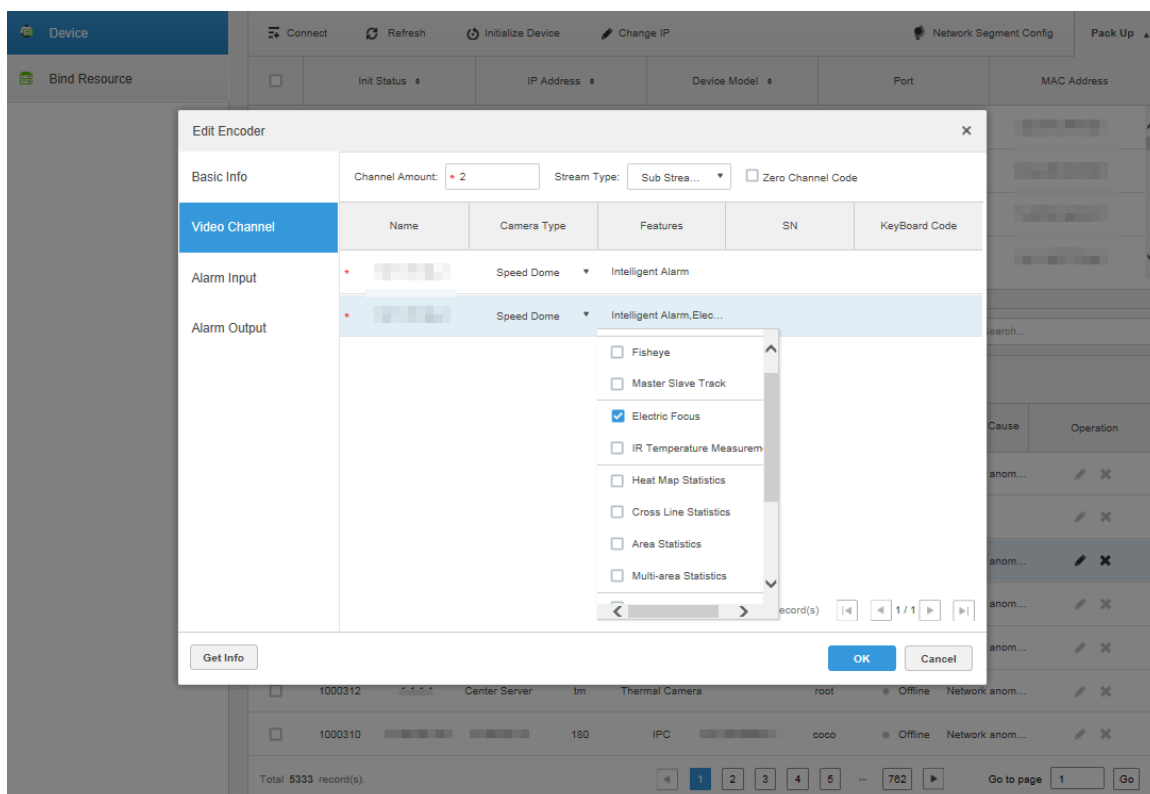 Device
Connect Refresh Initialize Device Change IP Network Segment Config Pack Up
Bind Resource
Init Status IP Address Device Model Port MAC Address
Edit Encoder
Basic Info
Channel Amount: * 2 Stream Type: Sub Strea... Zero Channel Code
Video Channel
Name Camera Type Features SN KeyBoard Code
Alarm Input
* Speed Dome Intelligent Alarm
Alarm Output
* Speed Dome Intelligent Alarm,Elec...
Search...
Fisheye
Master Slave Track
Electric Focus
Cause Operation
IR Temperature Measurem
anom...
Heat Map Statistics
Cross Line Statistics
Area Statistics
anom...
Multi-area Statistics
ecord(s) 1 / 1
anom...
Get Info OK Cancel
anom...
1000312 Center Server tm Thermal Camera root Offline Network anom...
1000310 180 IPC coco Offline Network anom...
Total 5333 record(s). 1 2 3 4 5 ... 762 Go to page 1 Go